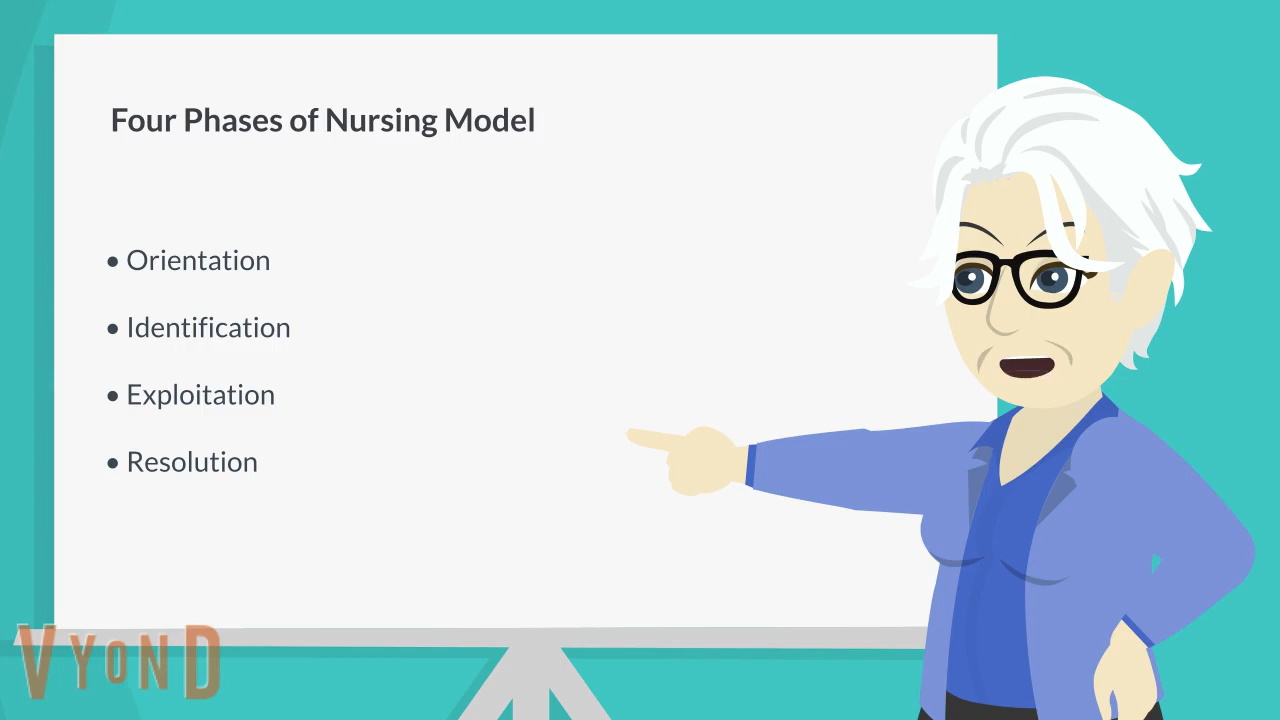 Four Phases of Nursing Model
• Orientation
• Identification
• Exploitation
• Resolution
VYOND